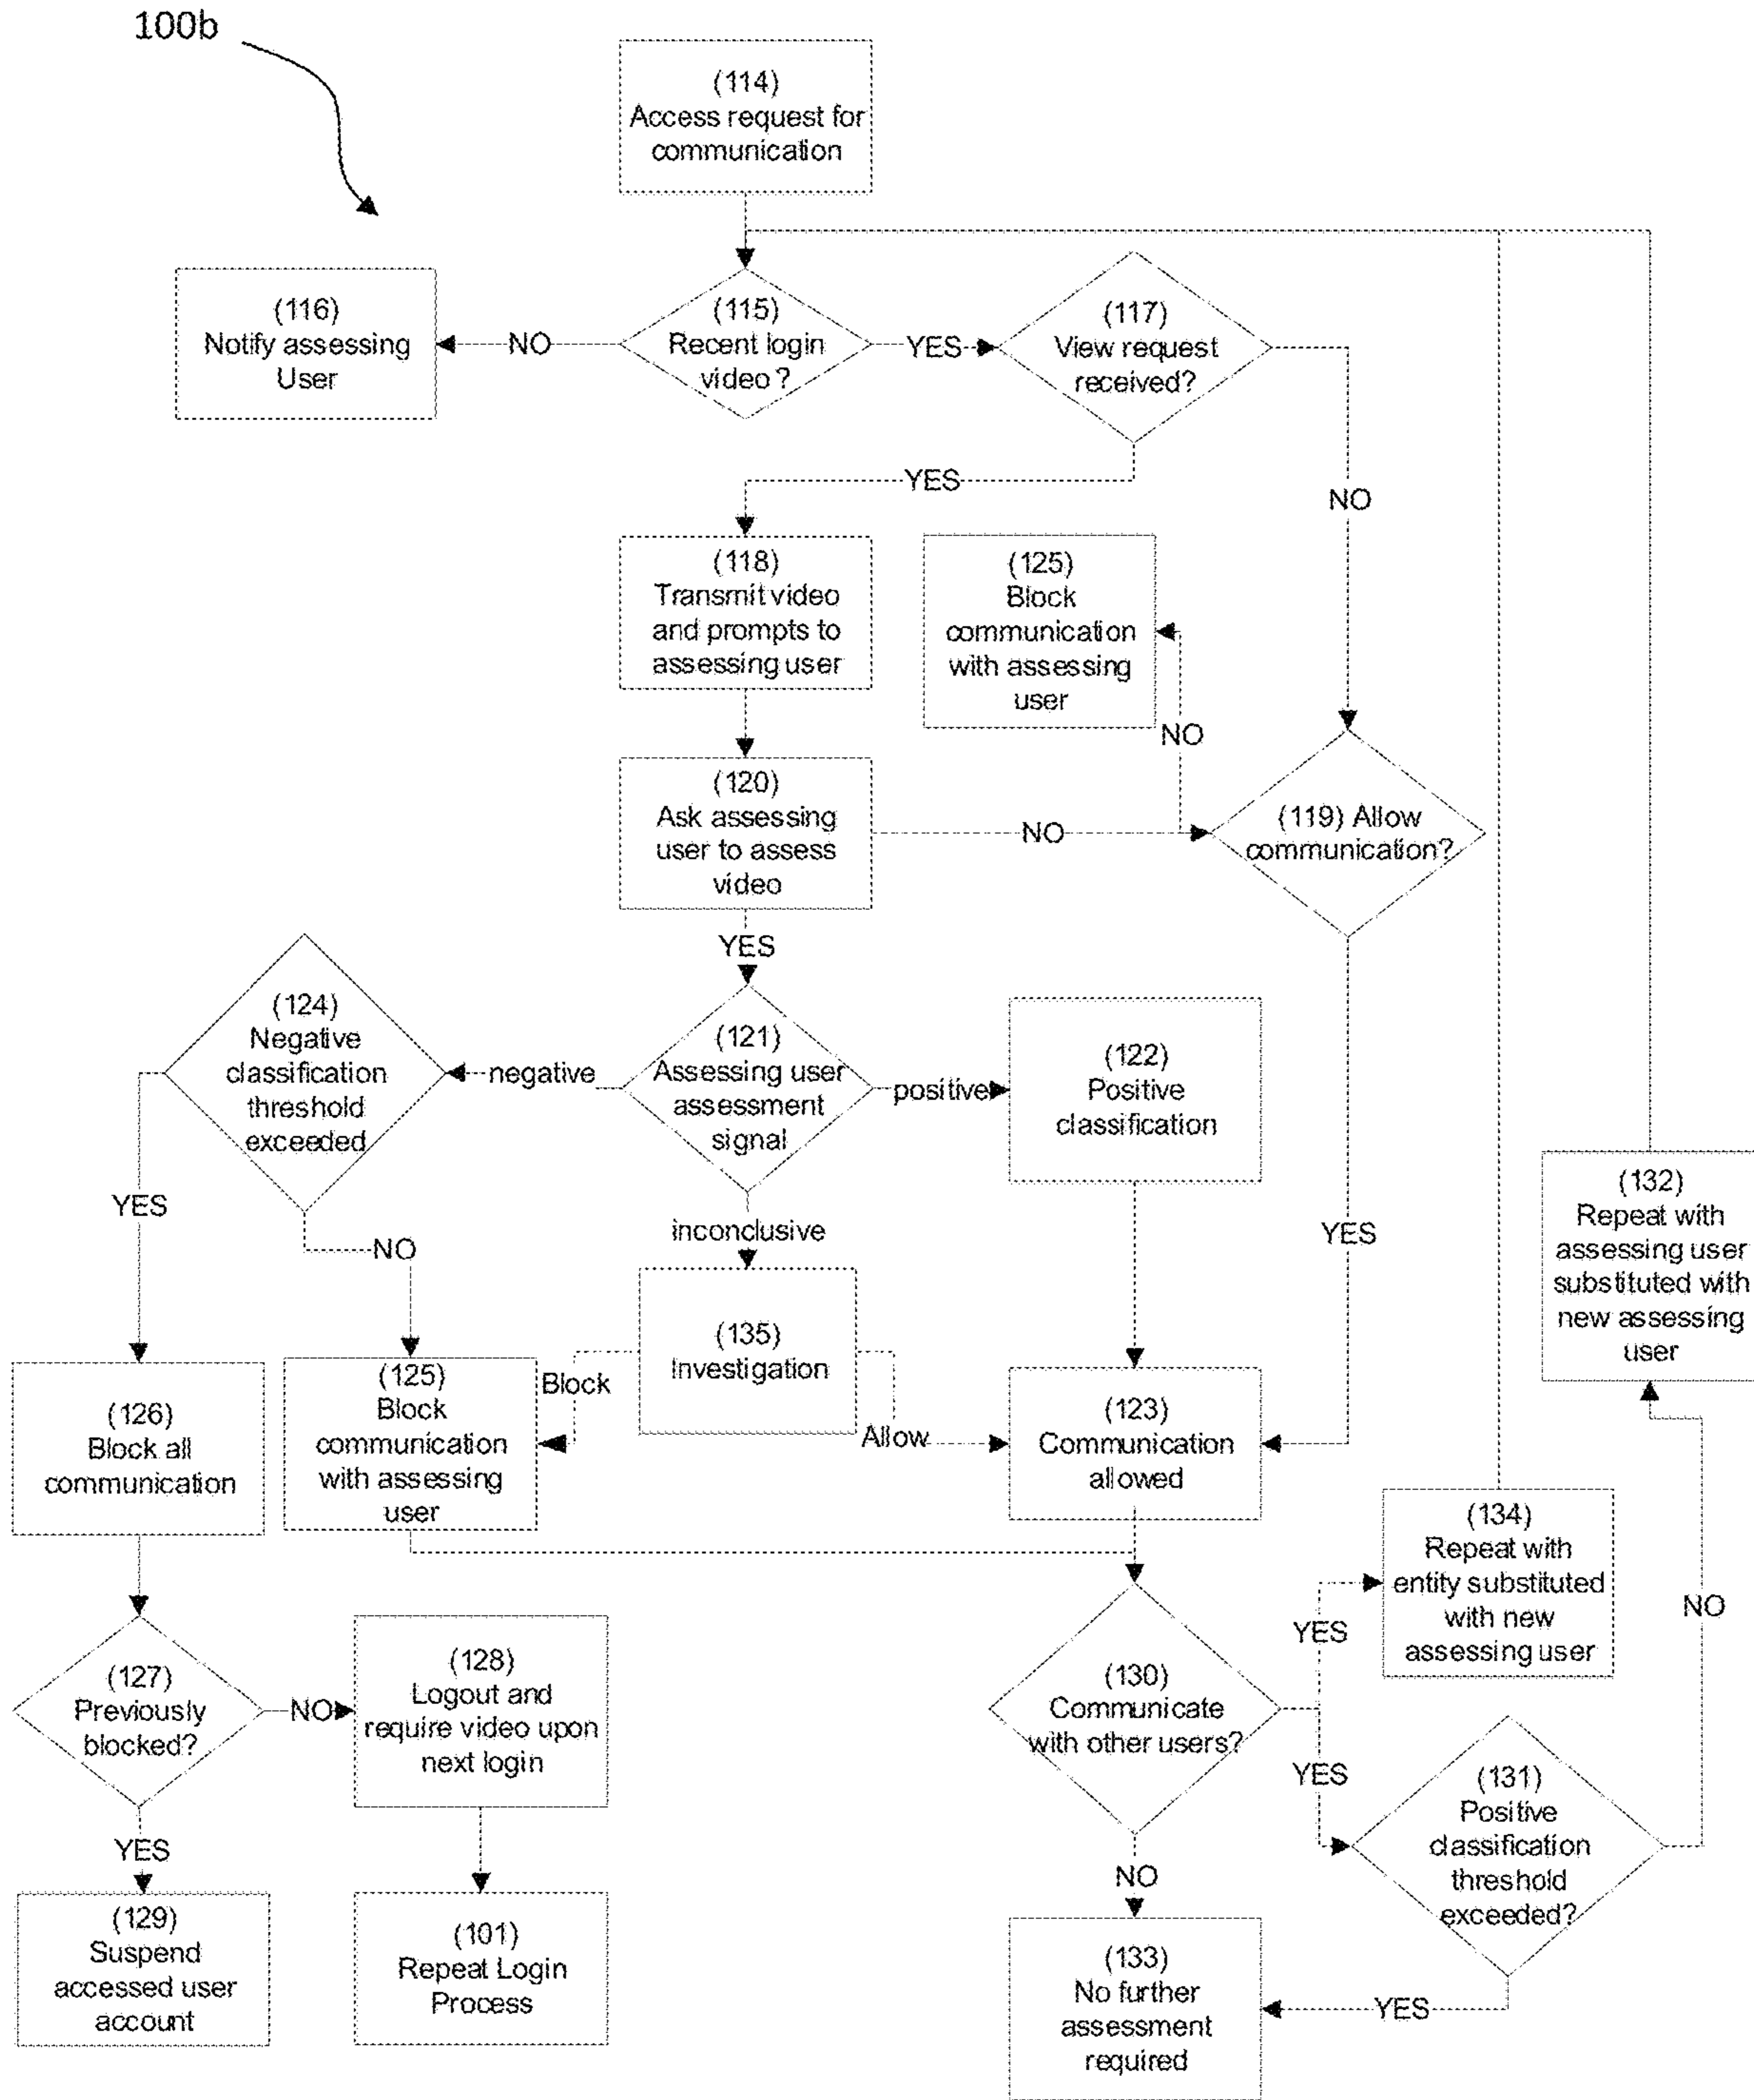 100b
(114)
Access request for
communication
(116)
Notify assessing
User
NO
(115)
Recent login
video?
YES
(117)
View request
received?
YES
NO
(118)
Transmit video
and prompts to
assessing user
(125)
Block
communication
with assessing
user
NO
(120)
Ask assessing
user to assess
video
NO
(119) Allow
communication?
YES
(124)
Negative
classification
threshold
exceeded
negative
(121)
Assessing user
assessment
signal
positive
(122)
Positive
classification
YES
NO
inconclusive
YES
(132)
Repeat with
assessing user
substituted with
new assessing
user
(126)
Block all
communication
(125)
Block
communication
with assessing
user
Block
(135)
Investigation
Allow
(123)
Communication
allowed
(134)
Repeat with
entity substituted
with new
assessing user
NO
(127)
Previously
blocked?
NO
(128)
Logout and
require video upon
next login
(130)
Communicate
with other users?
YES
YES
(131)
Positive
classification
threshold
exceeded?
YES
NO
(129)
Suspend
accessed user
account
(101)
Repeat Login
Process
(133)
No further
assessment
required
YES